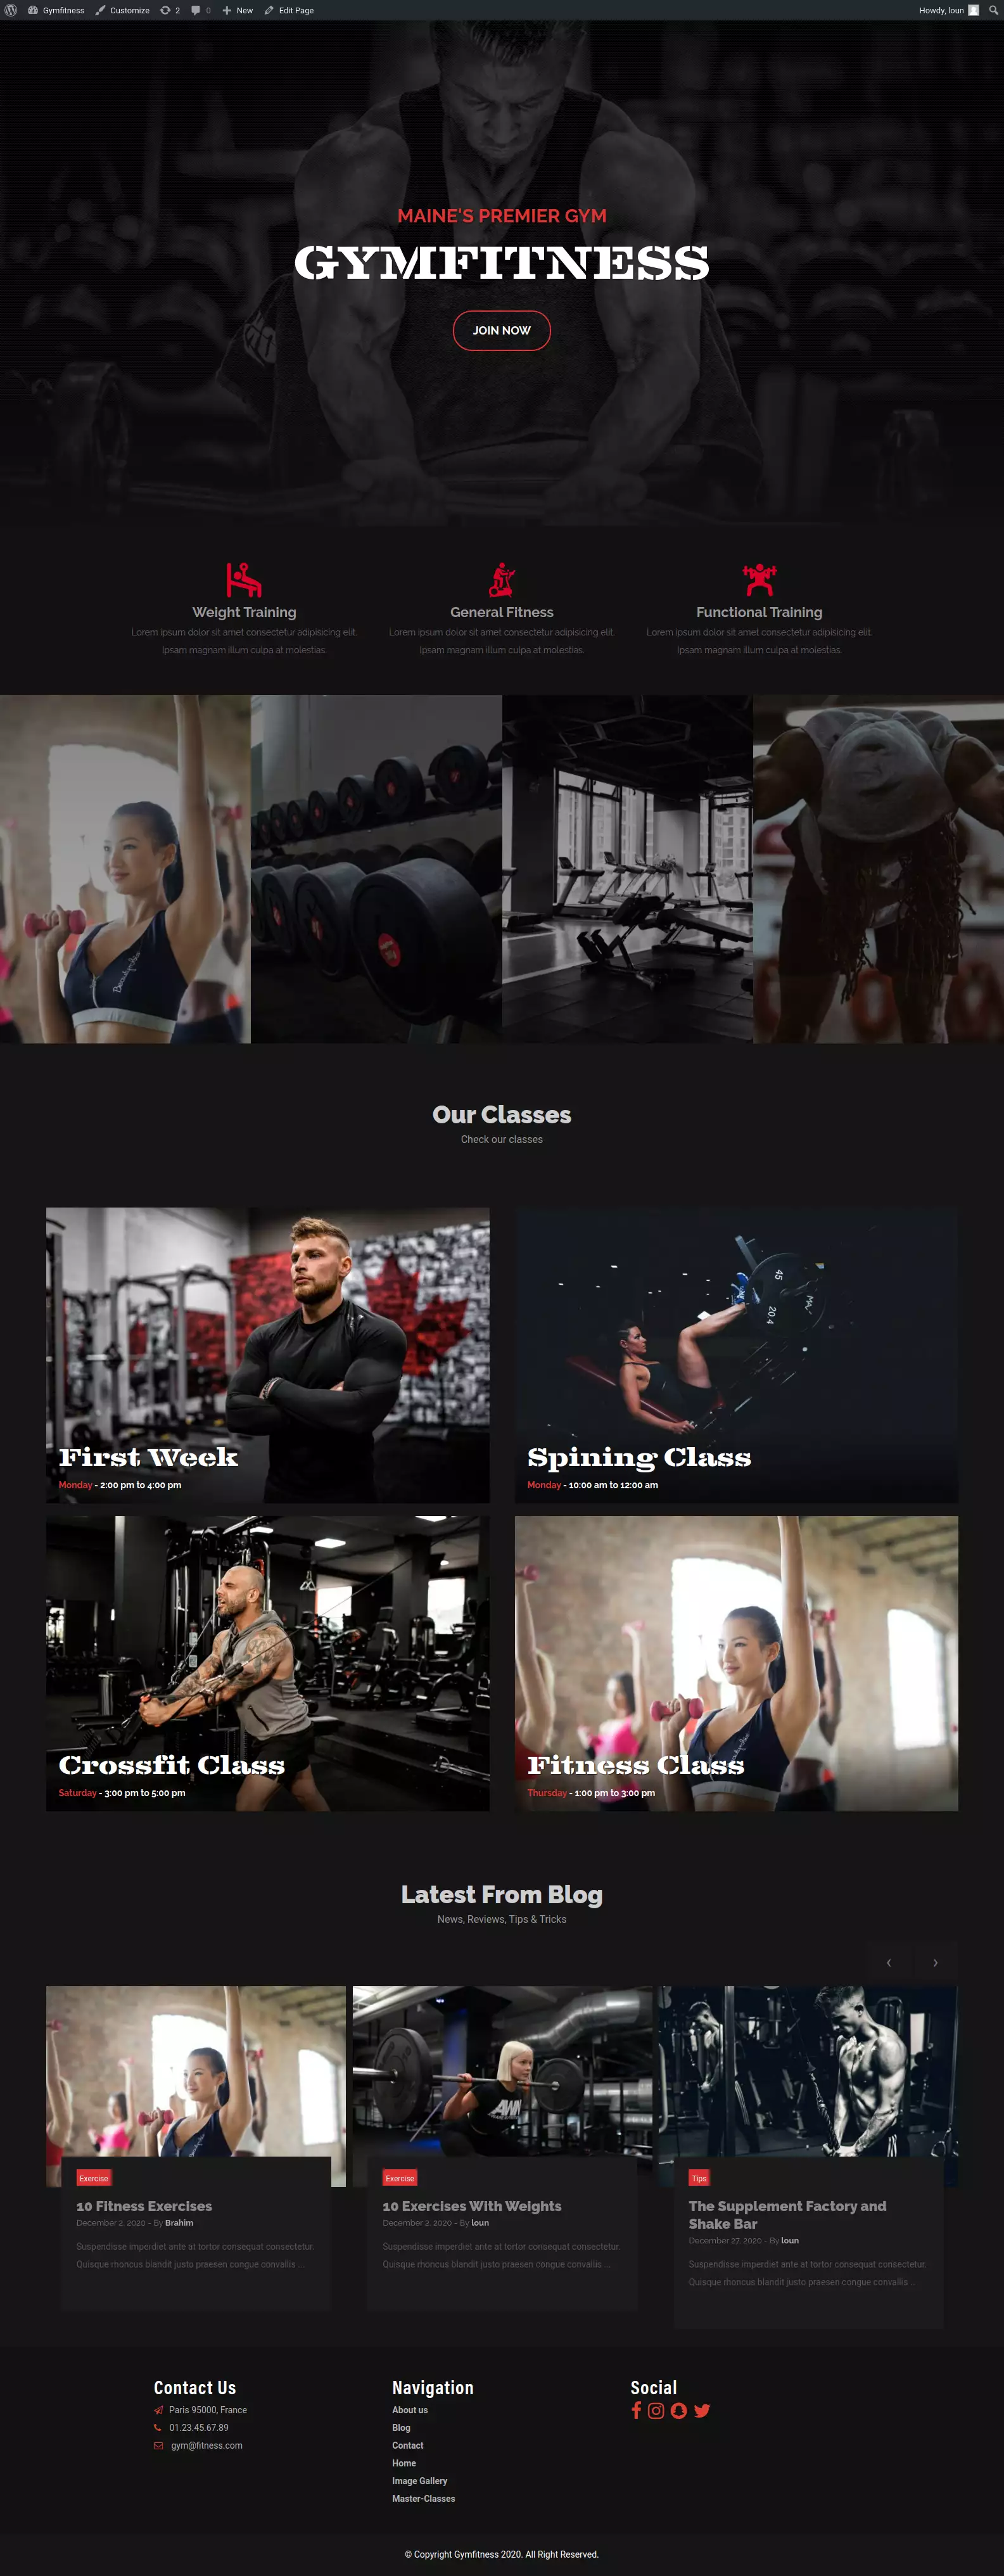 Gymfitness Customize 2 0 New Edit Page Howdy, loun
MAINE'S PREMIER GYM
GYMFITNESS
JOIN NOW
Weight Training
Lorem ipsum dolor sit amet consectetur adipisicing elit.
Ipsam magnam illum culpa at molestias.
General Fitness
Lorem ipsum dolor sit amet consectetur adipisicing elit.
Ipsam magnam illum culpa at molestias.
Functional Training
Lorem ipsum dolor sit amet consectetur adipisicing elit.
Ipsam magnam illum culpa at molestias.
Our Classes
Check our classes
First Week
Monday - 2:00 pm to 4:00 pm
45
20.4
Spining Class
Monday - 10:00 am to 12:00 am
Crossfit Class
Saturday - 3:00 pm to 5:00 pm
Fitness Class
Thursday - 1:00 pm to 3:00 pm
Latest From Blog
News, Reviews, Tips & Tricks
‹ ›
Exercise
10 Fitness Exercises
December 2, 2020 - By Brahim
Suspendisse imperdiet ante at tortor consequat consectetur.
Quisque rhoncus blandit justo praesen congue convallis ...
AWN
Exercise
10 Exercises With Weights
December 2, 2020 - By loun
Suspendisse imperdiet ante at tortor consequat consectetur.
Quisque rhoncus blandit justo praesen congue convallis ...
Tips
The Supplement Factory and
Shake Bar
December 27, 2020 - By loun
Suspendisse imperdiet ante at tortor consequat consectetur.
Quisque rhoncus blandit justo praesen congue convallis ...
Contact Us
Paris 95000, France
01.23.45.67.89
gym@fitness.com
Navigation
About us
Blog
Contact
Home
Image Gallery
Master-Classes
Social
© Copyright Gymfitness 2020. All Right Reserved.